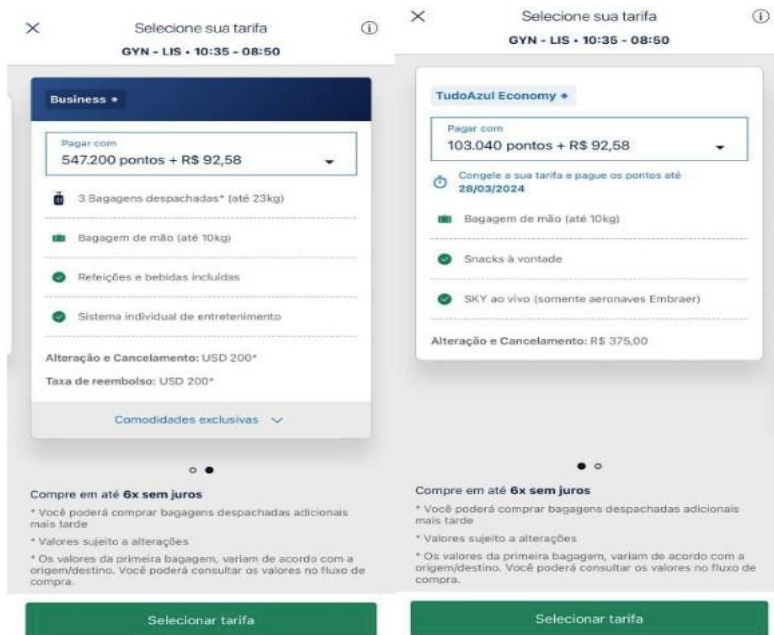 Selecione sua tarifa
GYN - LIS • 10:35 - 08:50
Business
Pagar com
547.200 pontos + R$ 92,58
3 Bagagens despachadas* (até 23kg)
Bagagem de mão (até 10kg)
Refeições e bebidas incluídas
Sistema individual de entretenimento
Alteração e Cancelamento: USD 200*
Taxa de reembolso: USD 200*
Comodidades exclusivas
Compre em até 6x sem juros
* Você poderá comprar bagagens despachadas adicionais
mais tarde
* Valores sujeito a alterações
* Os valores da primeira bagagem, variam de acordo com a
origem/destino. Você poderá consultar os valores no fluxo de
compra.
Selecionar tarifa
Selecione sua tarifa
GYN - LIS • 10:35 - 08:50
TudoAzul Economy
Pagar com
103.040 pontos + R$ 92,58
Congele a sua tarifa e pague os pontos até
28/03/2024
Bagagem de mão (até 10kg)
Snacks à vontade
SKY ao vivo (somente aeronaves Embraer)
Alteração e Cancelamento: R$ 375,00
Compre em até 6x sem juros
* Você poderá comprar bagagens despachadas adicionais
mais tarde
* Valores sujeito a alterações
* Os valores da primeira bagagem, variam de acordo com a
origem/destino. Você poderá consultar os valores no fluxo de
compra.
Selecionar tarifa